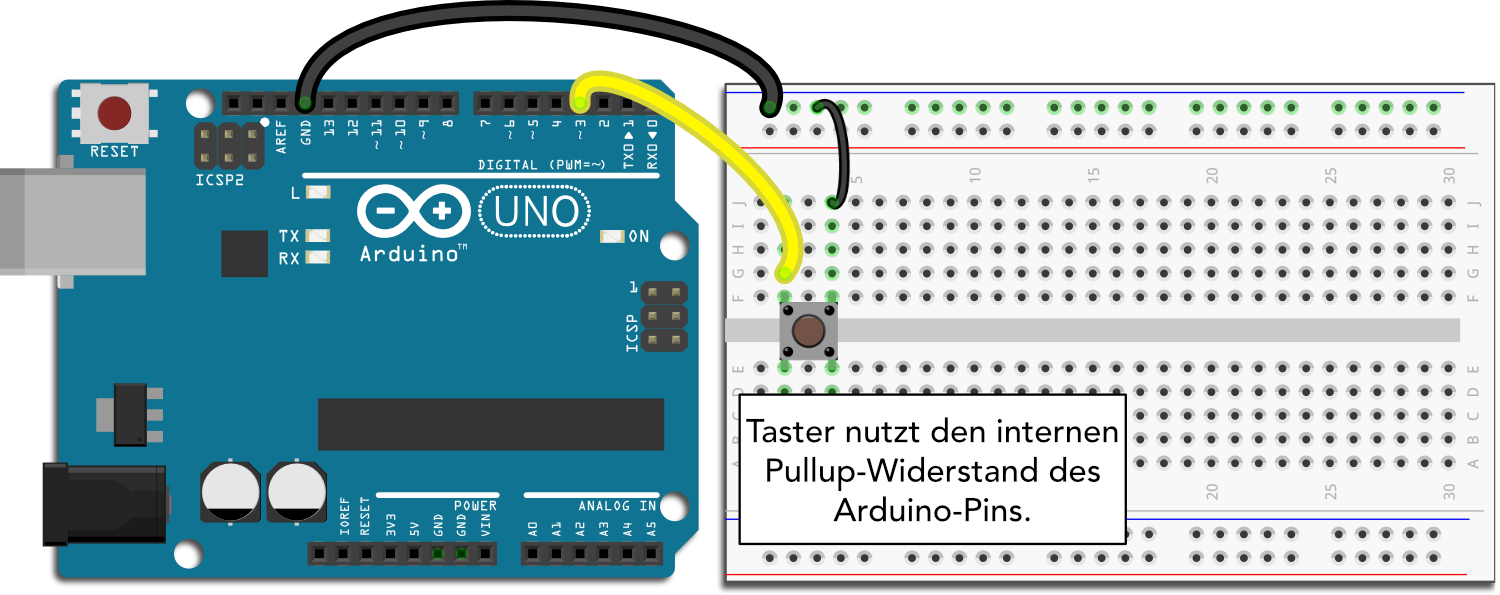 RESET
ICSP2
AREF
GND
13
12
~11
~10
~9
8
7
~6
~5
4
~3
2
TX0▶1
RX0◀0
DIGITAL (PWM=~)
L
TX
RX
UNO
Arduino™
ON
1
ICSP
IOREF
RESET
3V3
5V
GND
GND
VIN
POWER
ANALOG IN
A0
A1
A2
A3
A4
A5
5
10
15
20
25
30
J
I
H
G
F
J
I
H
G
F
E
D
C
B
A
E
D
C
B
A
20
25
30
Taster nutzt den internen
Pullup-Widerstand des
Arduino-Pins.